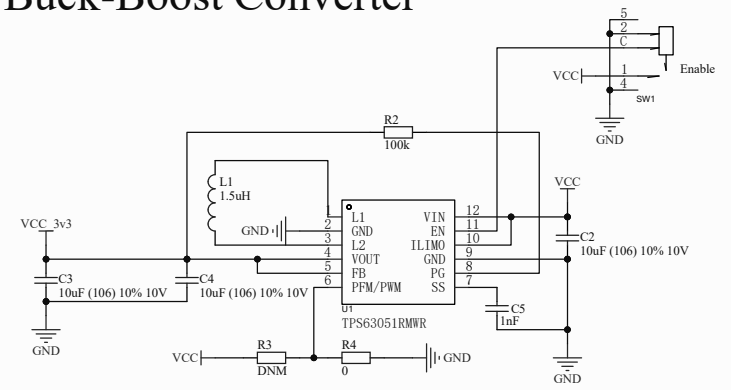 Buck-Boost Converter
5
2
C
VCC
1
4
Enable
SW1
GND
R2
100k
L1
1.5uH
VCC
VCC_3v3
GND
1
2
3
4
5
6
L1
GND
L2
VOUT
FB
PFM/PWM
VIN
EN
ILIM0
GND
PG
SS
12
11
10
9
8
7
U1
TPS63051RMWR
C2
10uF (106) 10% 10V
C3
10uF (106) 10% 10V
C4
10uF (106) 10% 10V
C5
1nF
GND
VCC
R3
DNM
R4
0
GND
GND